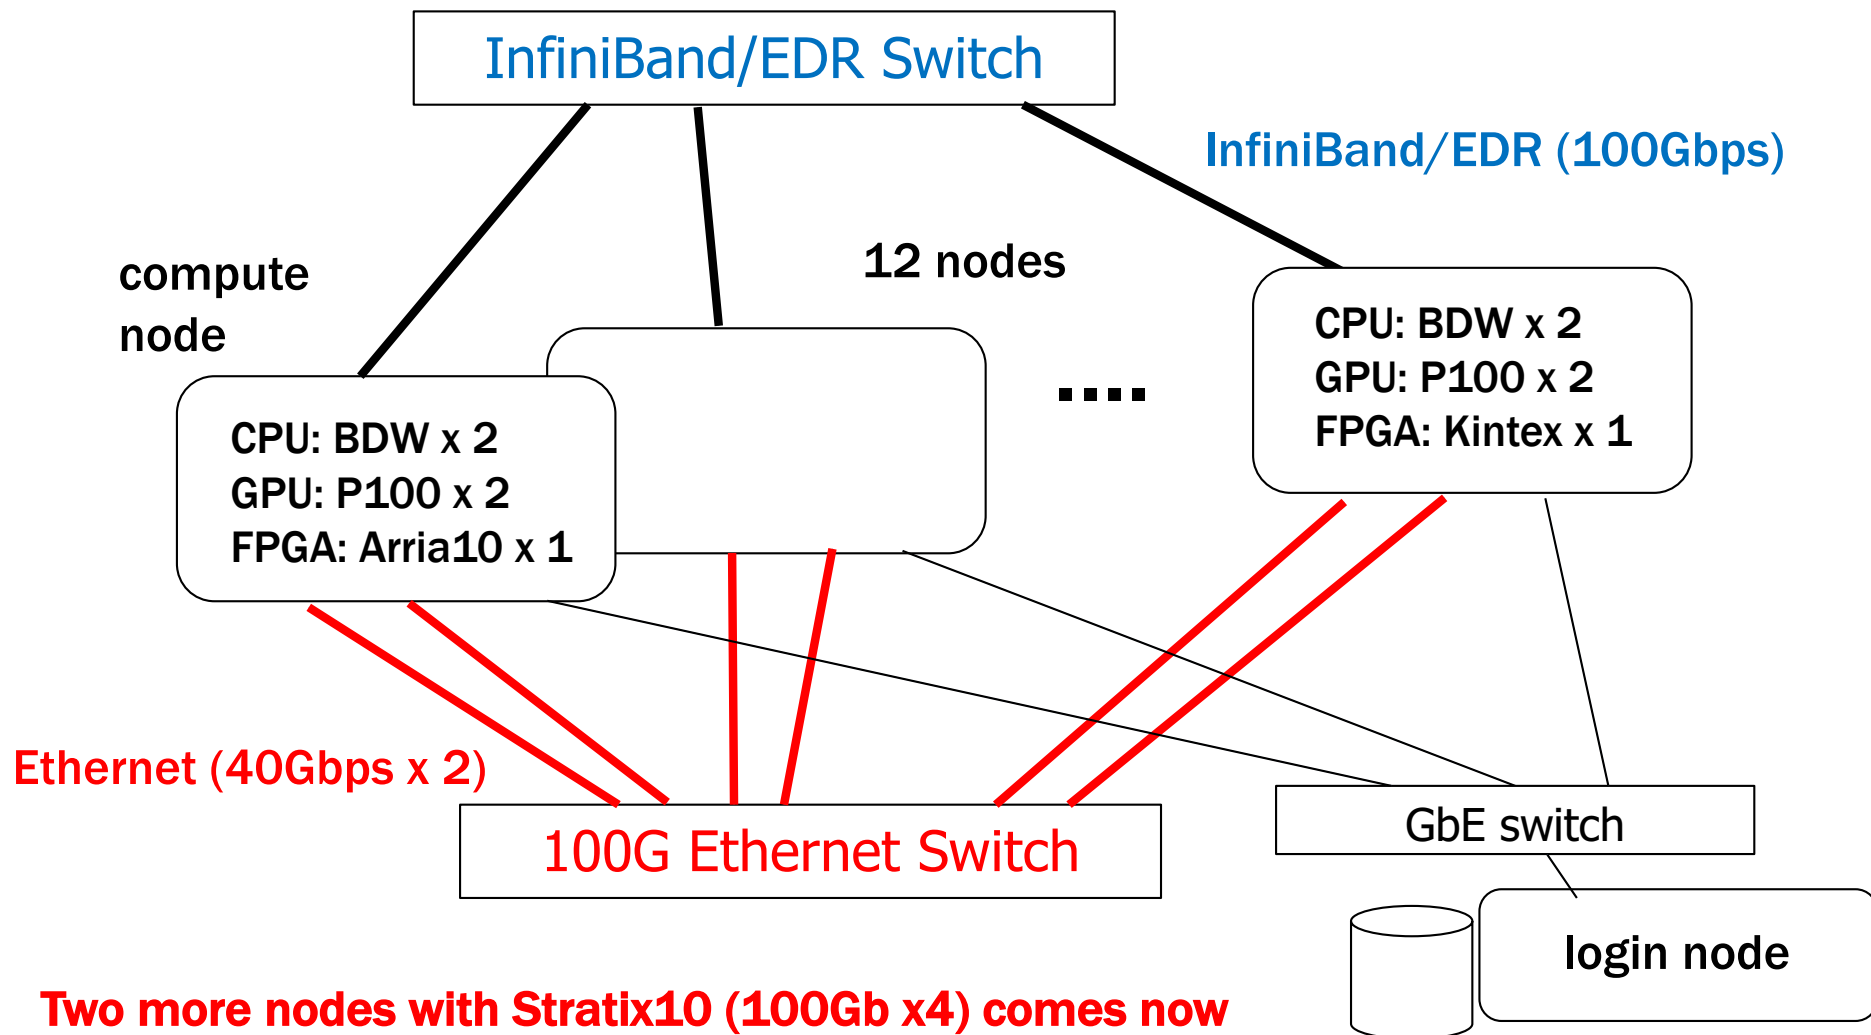 InfiniBand/EDR Switch
InfiniBand/EDR (100Gbps)
compute
node
12 nodes
CPU: BDW x 2
GPU: P100 x 2
FPGA: Arria10 x 1
....
CPU: BDW x 2
GPU: P100 x 2
FPGA: Kintex x 1
Ethernet (40Gbps x 2)
100G Ethernet Switch
GbE switch
login node
Two more nodes with Stratix10 (100Gb x4) comes now